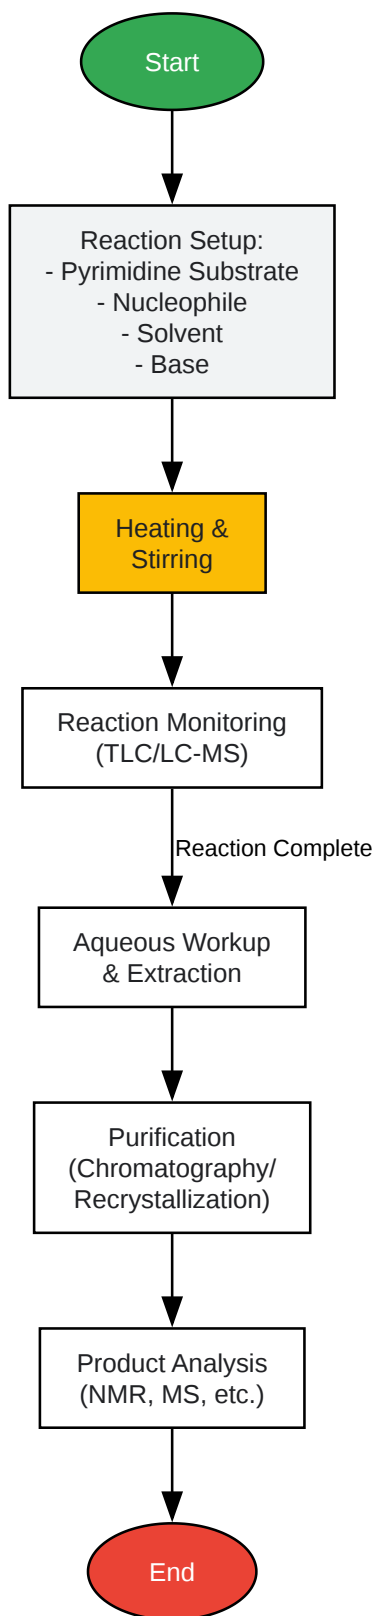 Start
Reaction Setup:
- Pyrimidine Substrate
- Nucleophile
- Solvent
- Base
Heating &
Stirring
Reaction Monitoring
(TLC/LC-MS)
Reaction Complete
Aqueous Workup
& Extraction
Purification
(Chromatography/
Recrystallization)
Product Analysis
(NMR, MS, etc.)
End